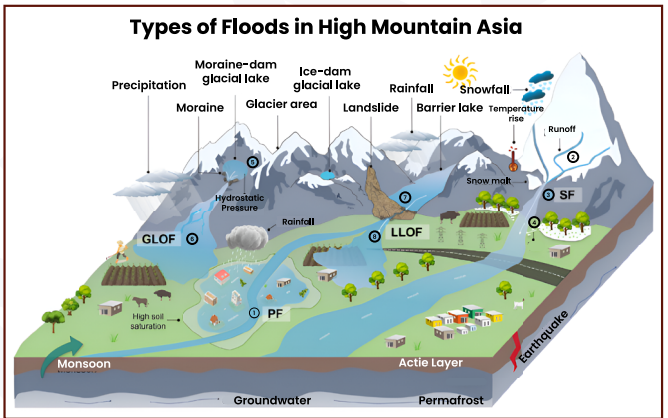 Types of Floods in High Mountain Asia
Moraine-dam
glacial lake
Ice-dam
glacial lake
Precipitation
Rainfall
Snowfall
Moraine
Glacier area
Landslide
Barrier lake
Temperature
rise
Runoff
2
5
Hydrostatic
Pressure
Snow malt
7
3
SF
4
Rainfall
GLOF
6
LLOF
8
High soil
saturation
1
PF
Monsoon
Actie Layer
Earthquake
Groundwater
Permafrost